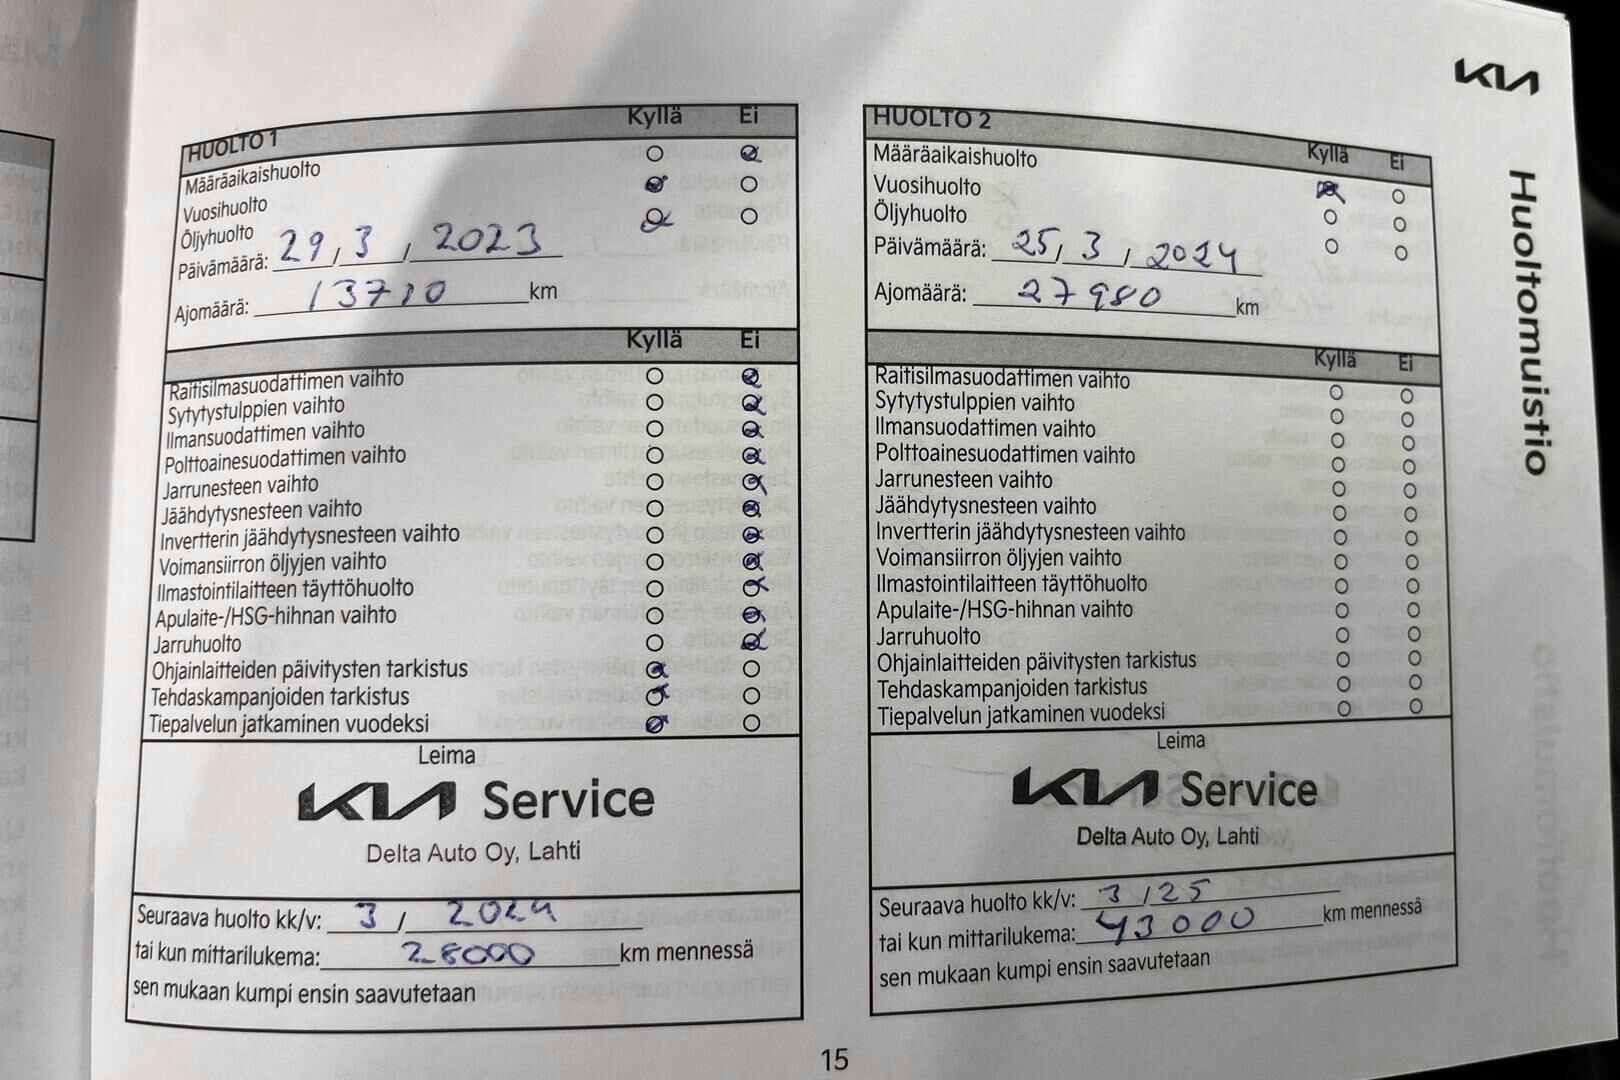 KIA
Huoltomuistio
HUOLTO 1 Kyllä Ei
Määräaikaishuolto
Vuosihuolto
Öljyhuolto
Päivämäärä: 29, 3, 2023
Ajomäärä: 13710 km
Kyllä Ei
Raitisilmasuodattimen vaihto
Sytytystulppien vaihto
Ilmansuodattimen vaihto
Polttoainesuodattimen vaihto
Jarrunesteen vaihto
Jäähdytysnesteen vaihto
Invertterin jäähdytysnesteen vaihto
Voimansiirron öljyjen vaihto
Ilmastointilaitteen täyttöhuolto
Apulaite-/HSG-hihnan vaihto
Jarruhuolto
Ohjainlaitteiden päivitysten tarkistus
Tehdaskampanjoiden tarkistus
Tiepalvelun jatkaminen vuodeksi
Leima
KIA Service
Delta Auto Oy, Lahti
Seuraava huolto kk/v: 3 / 2024
tai kun mittarilukema: 28000 km mennessä
sen mukaan kumpi ensin saavutetaan
HUOLTO 2 Kyllä Ei
Määräaikaishuolto
Vuosihuolto
Öljyhuolto
Päivämäärä: 25, 3, 2024
Ajomäärä: 27980 km
Kyllä Ei
Raitisilmasuodattimen vaihto
Sytytystulppien vaihto
Ilmansuodattimen vaihto
Polttoainesuodattimen vaihto
Jarrunesteen vaihto
Jäähdytysnesteen vaihto
Invertterin jäähdytysnesteen vaihto
Voimansiirron öljyjen vaihto
Ilmastointilaitteen täyttöhuolto
Apulaite-/HSG-hihnan vaihto
Jarruhuolto
Ohjainlaitteiden päivitysten tarkistus
Tehdaskampanjoiden tarkistus
Tiepalvelun jatkaminen vuodeksi
Leima
KIA Service
Delta Auto Oy, Lahti
Seuraava huolto kk/v: 3 / 25
tai kun mittarilukema: 43000 km mennessä
sen mukaan kumpi ensin saavutetaan
15